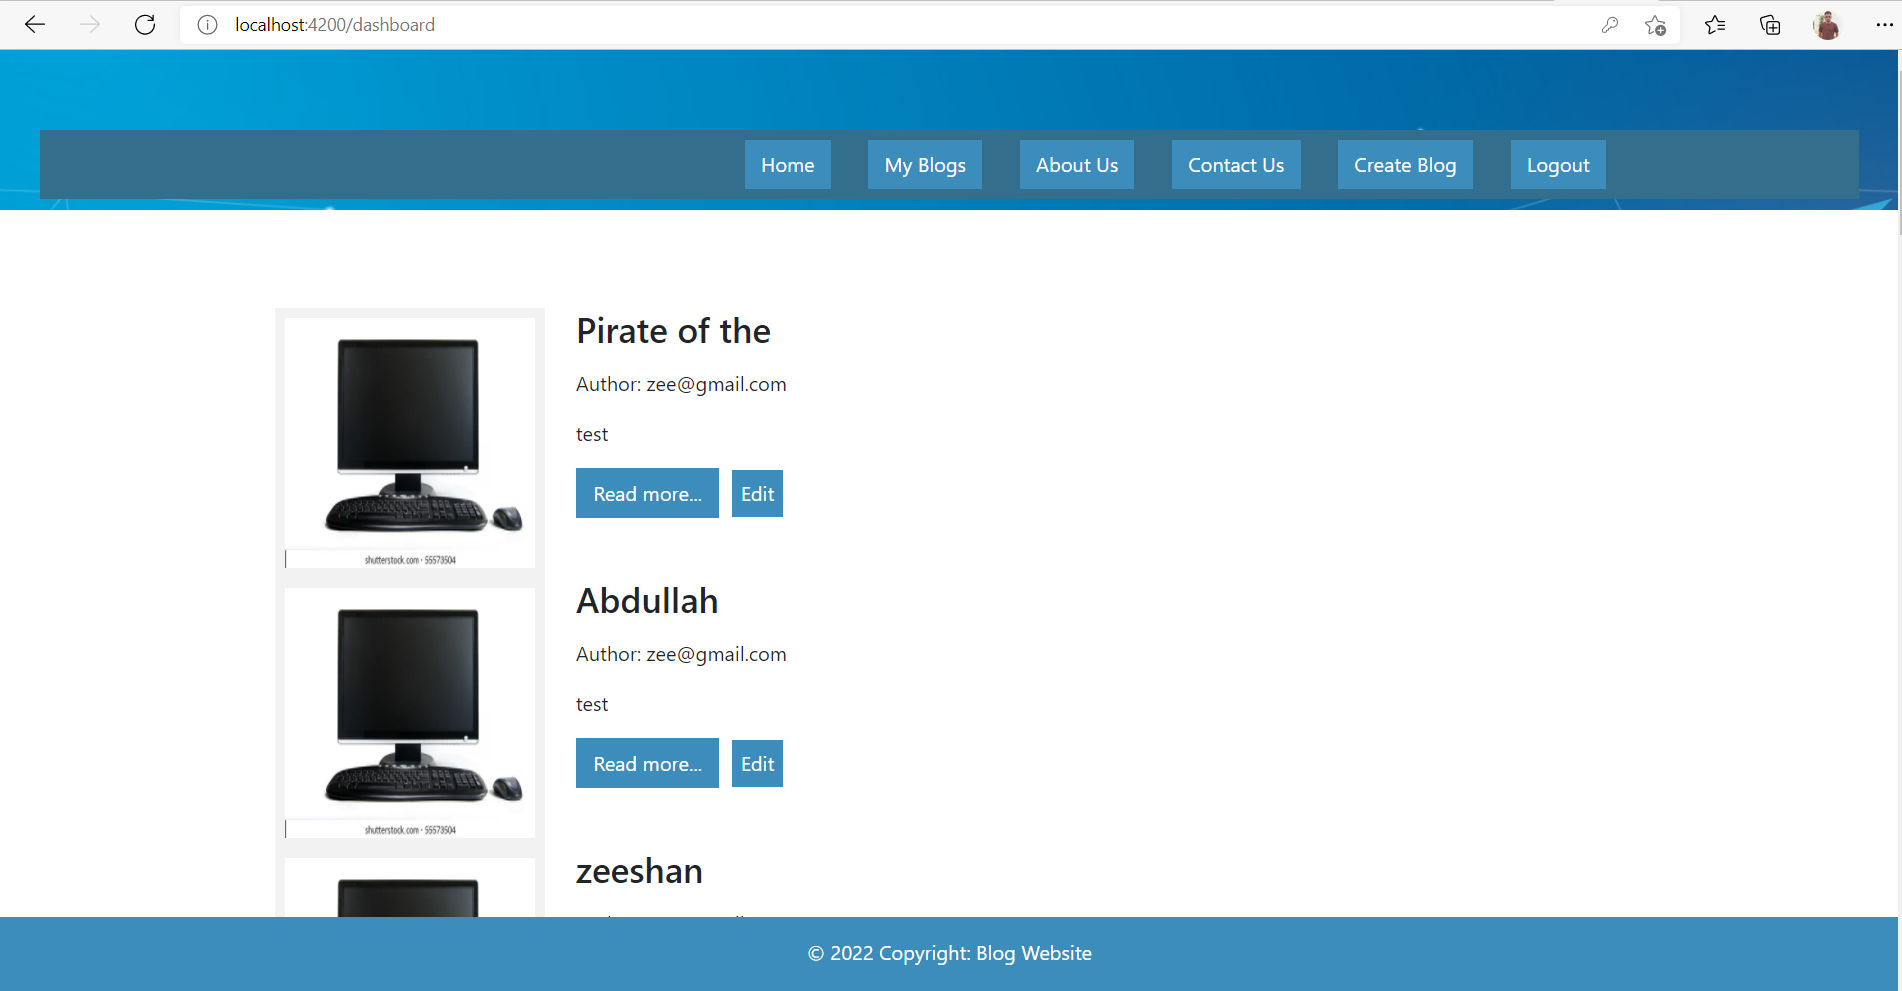 localhost:4200/dashboard
Home My Blogs About Us Contact Us Create Blog Logout
Pirate of the
Author: zee@gmail.com
test
Read more... Edit
shutterstock.com · 55573504
Abdullah
Author: zee@gmail.com
test
Read more... Edit
shutterstock.com · 55573504
zeeshan
© 2022 Copyright: Blog Website